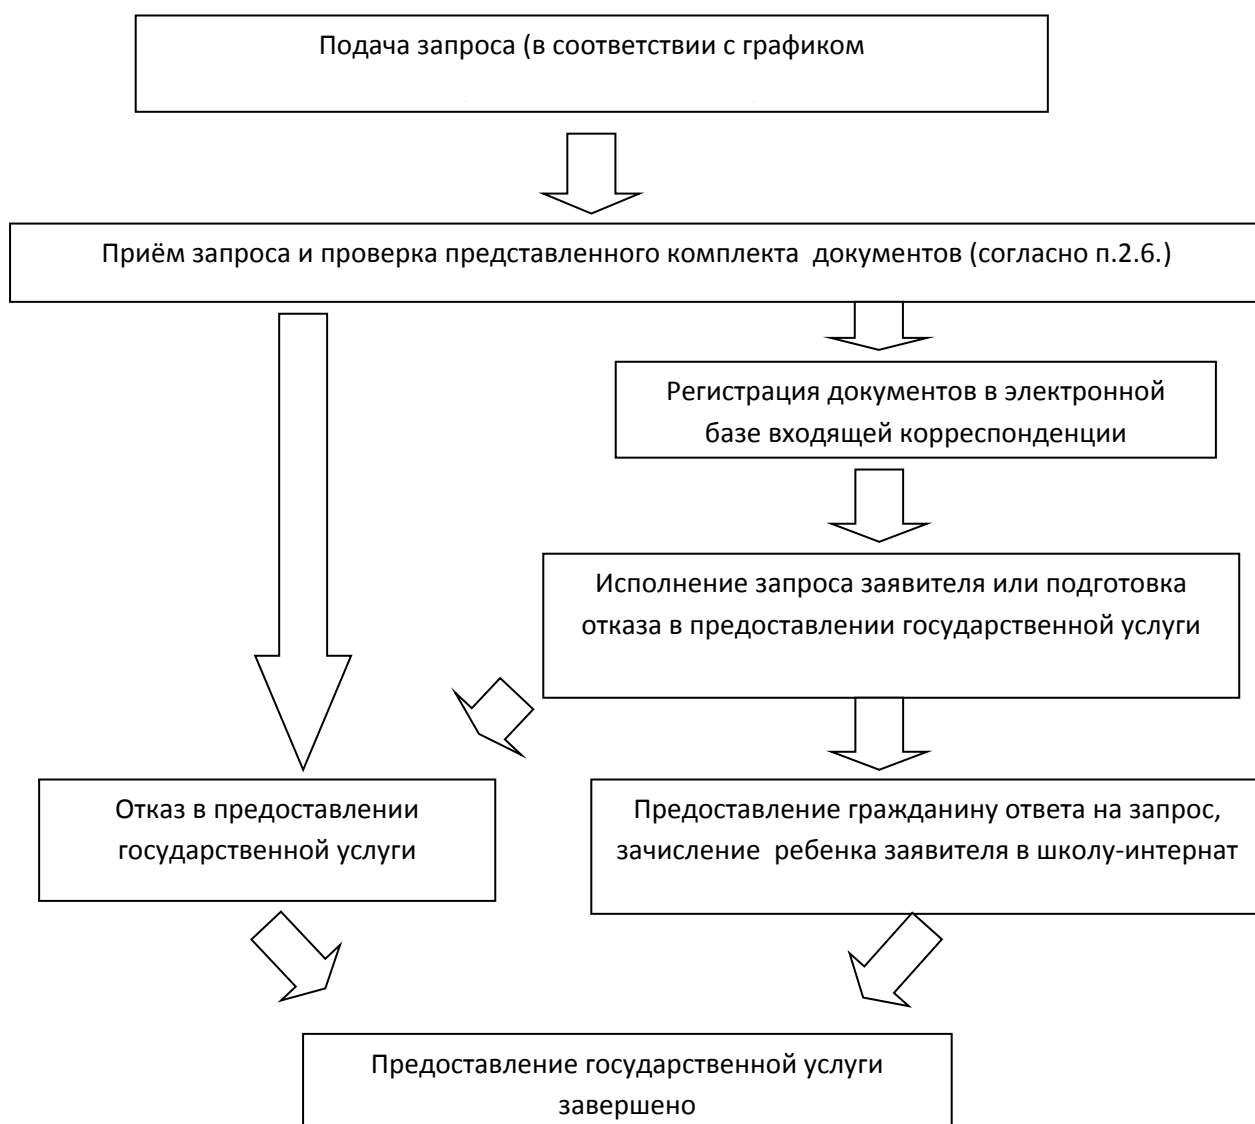 Подача запроса (в соответствии с графиком
Приём запроса и проверка представленного комплекта  документов (согласно п.2.6.)
Регистрация документов в электронной
базе входящей корреспонденции
Исполнение запроса заявителя или подготовка
отказа в предоставлении государственной услуги
Отказ в предоставлении
государственной услуги
Предоставление гражданину ответа на запрос,
зачисление  ребенка заявителя в школу-интернат
Предоставление государственной услуги
завершено